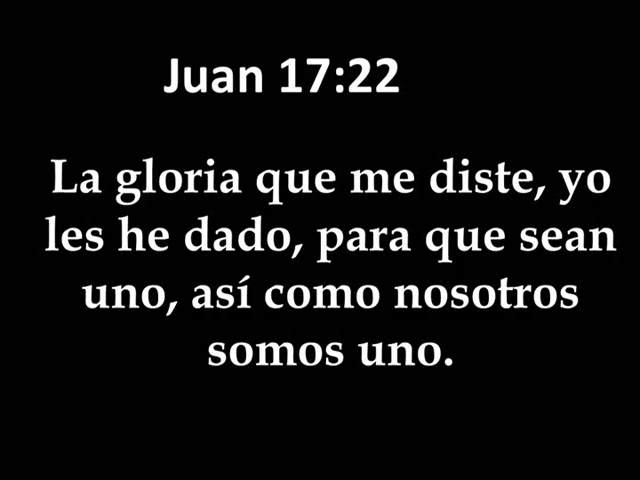 Juan 17:22
La gloria que me diste, yo
les he dado, para que sean
uno, así como nosotros
somos uno.